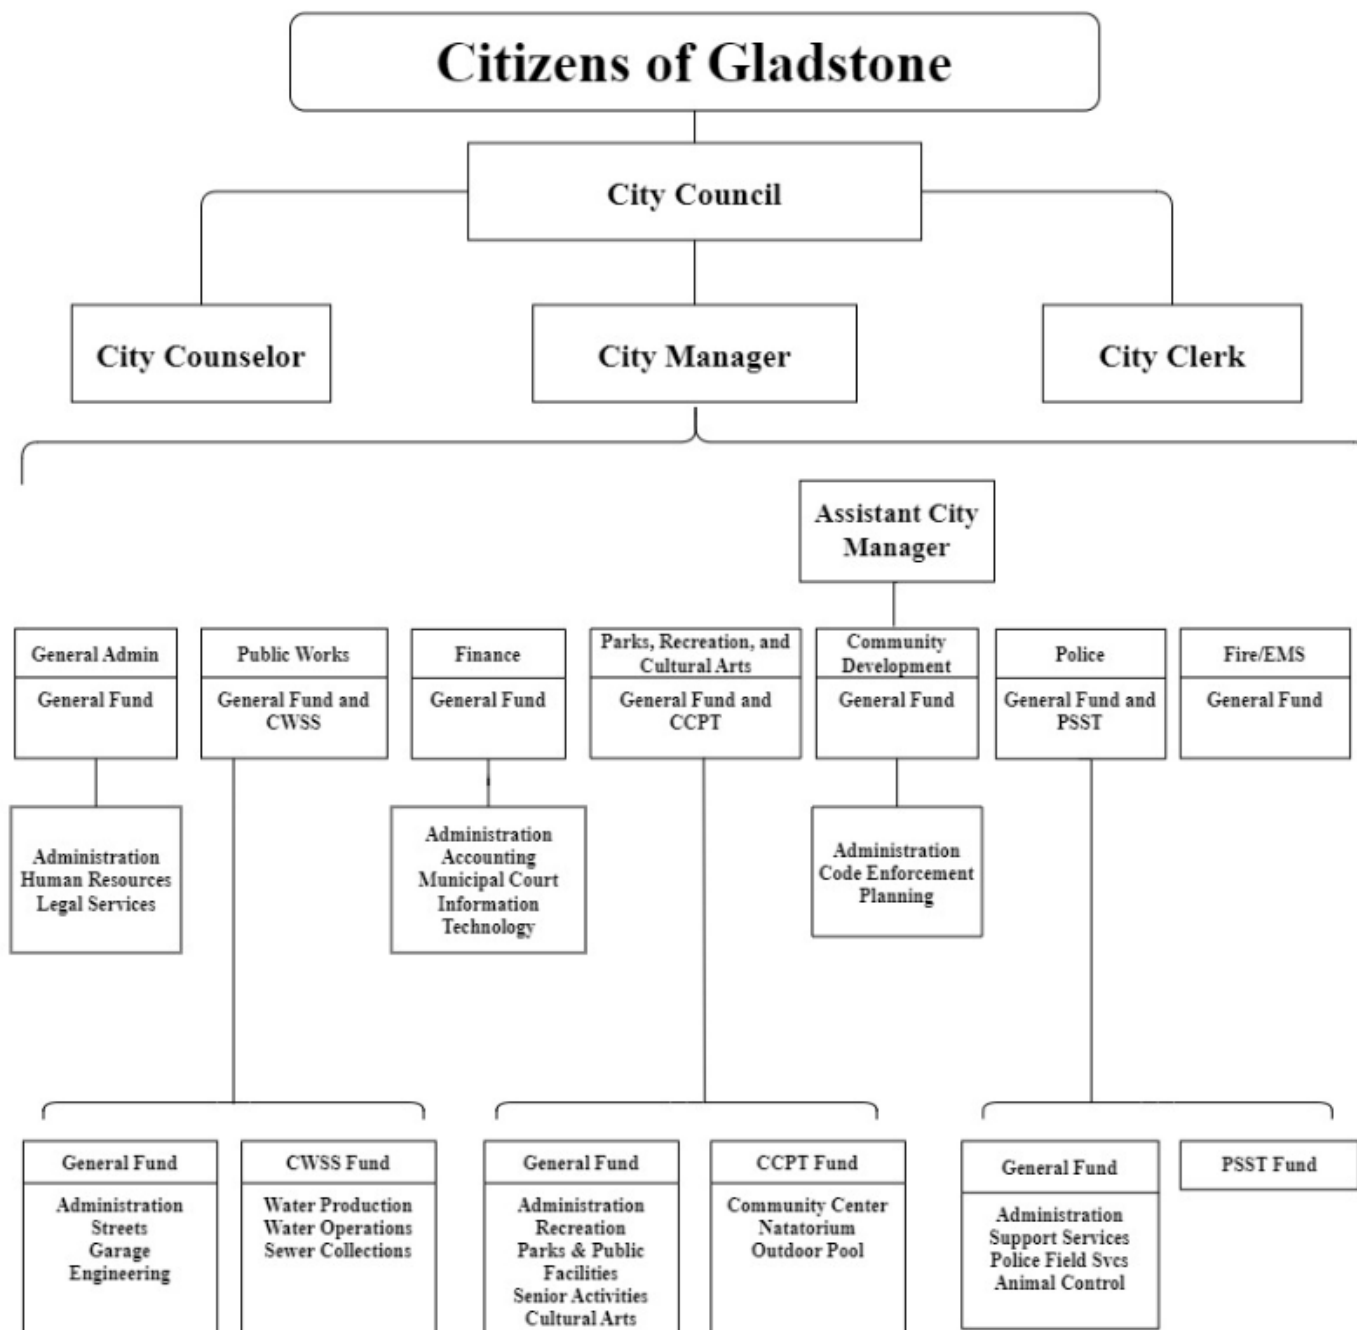 Citizens of Gladstone
City Council
City Counselor
City Manager
City Clerk
Assistant City
Manager
General Admin
General Fund
Public Works
General Fund and
CWSS
Finance
General Fund
Parks, Recreation, and
Cultural Arts
General Fund and
CCPT
Community
Development
General Fund
Police
General Fund and
PSST
Fire/EMS
General Fund
Administration
Human Resources
Legal Services
Administration
Accounting
Municipal Court
Information
Technology
Administration
Code Enforcement
Planning
General Fund
Administration
Streets
Garage
Engineering
CWSS Fund
Water Production
Water Operations
Sewer Collections
General Fund
Administration
Recreation
Parks & Public
Facilities
Senior Activities
Cultural Arts
CCPT Fund
Community Center
Natatorium
Outdoor Pool
General Fund
Administration
Support Services
Police Field Svcs
Animal Control
PSST Fund